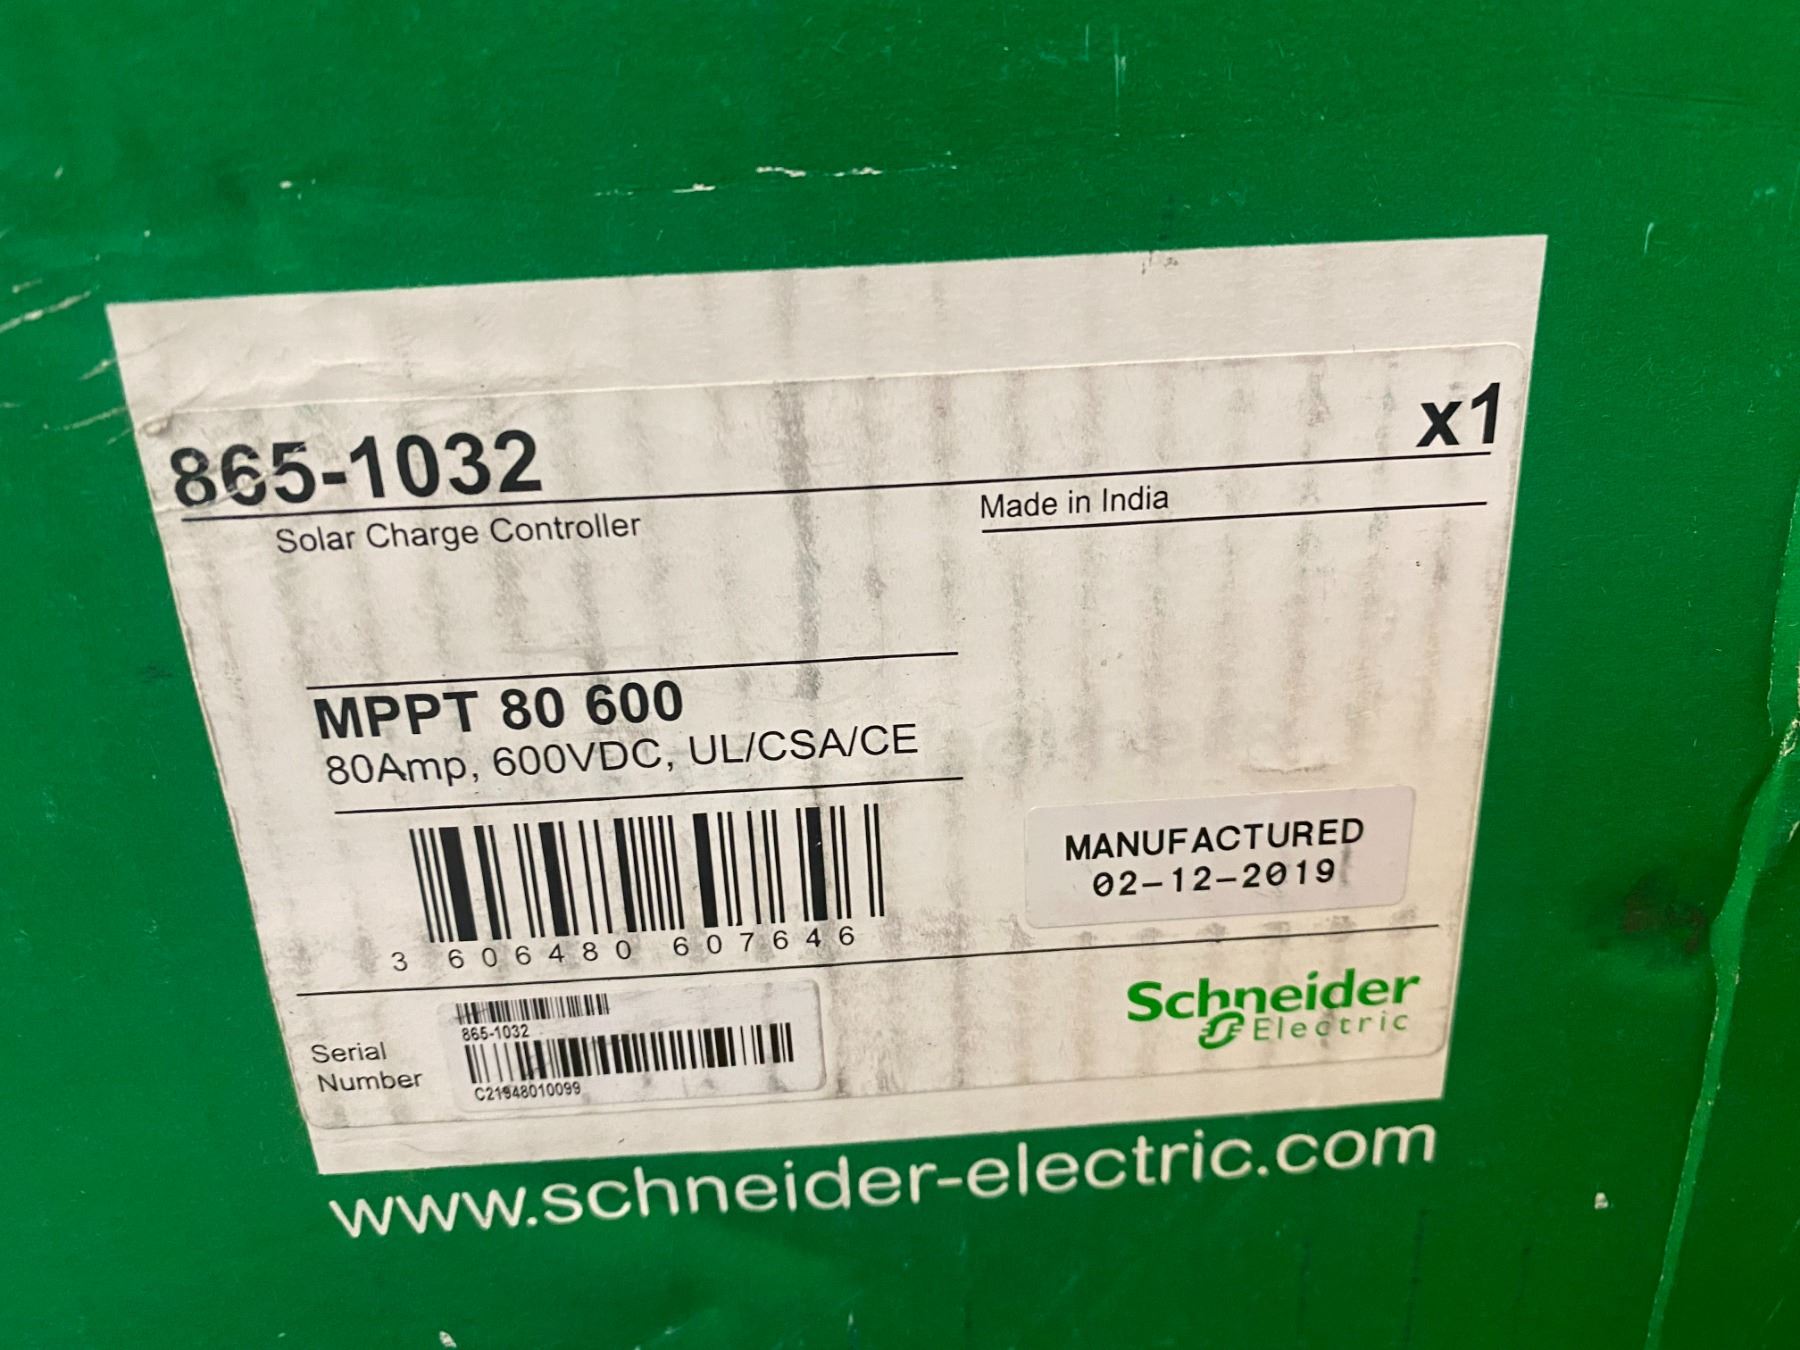 865-1032
x1
Solar Charge Controller
Made in India
MPPT 80 600
80Amp, 600VDC, UL/CSA/CE
3 606480 607646
MANUFACTURED
02-12-2019
Serial
Number
865-1032
C21948010099
Schneider
Electric
www.schneider-electric.com